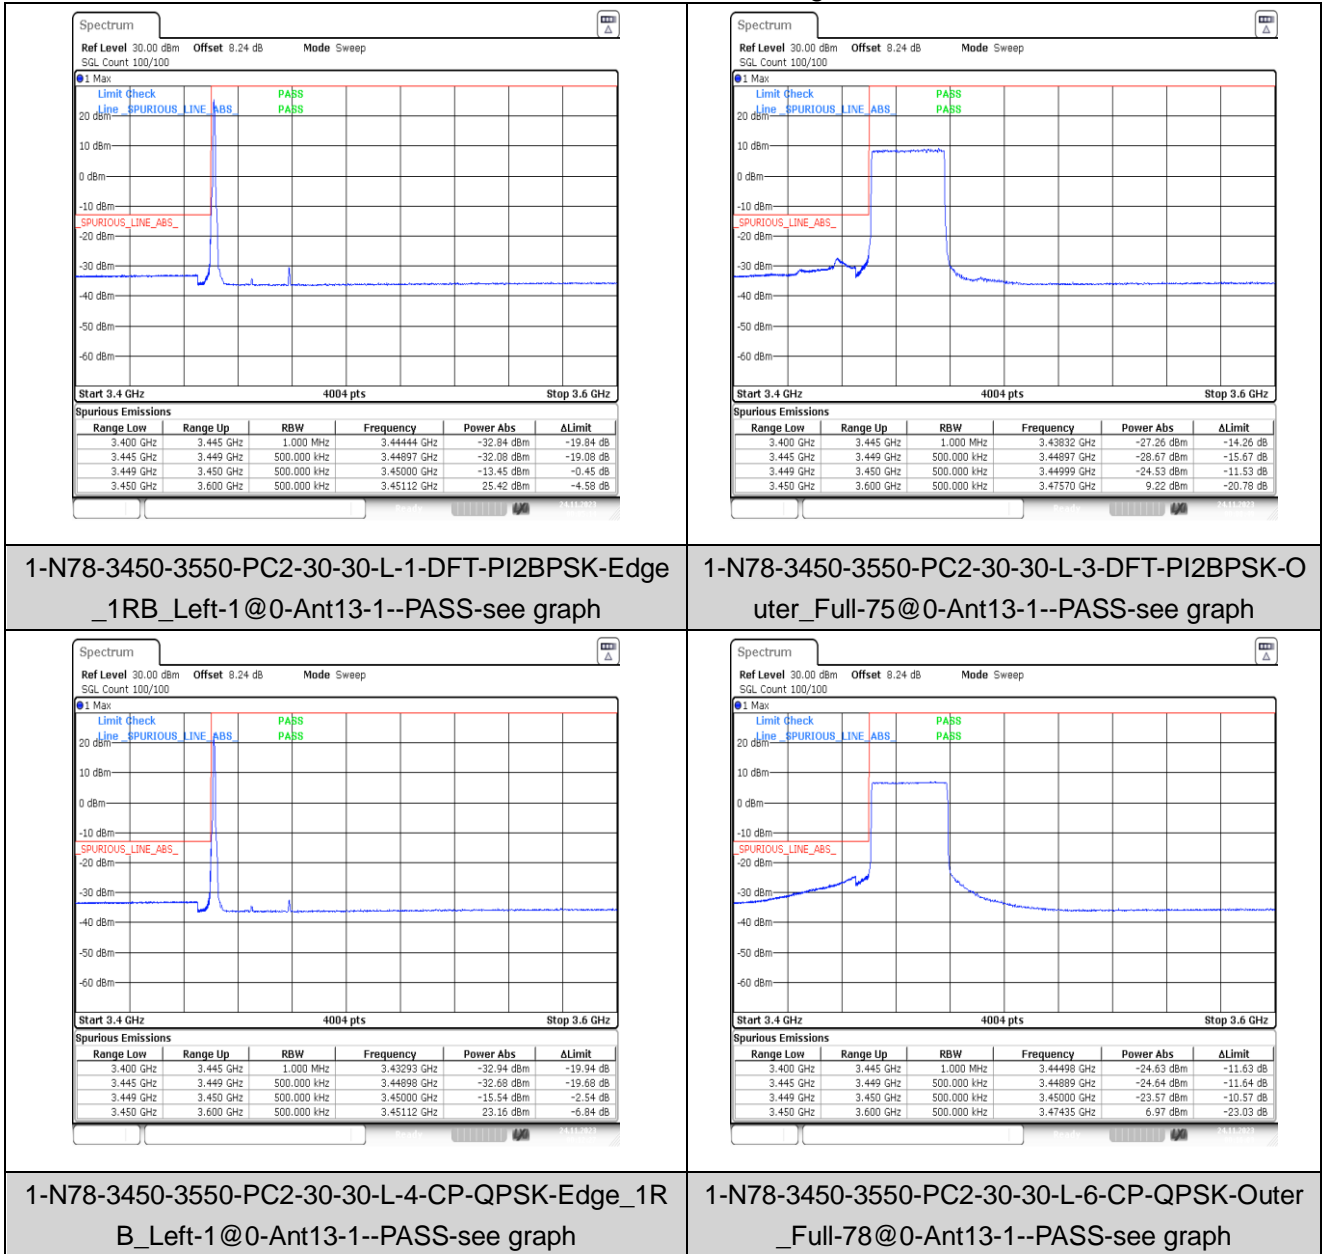 Spectrum
Ref Level 30.00 dBm Offset 8.24 dB Mode Sweep
SGL Count 100/100
1 Max
Limit Check PASS
Line _SPURIOUS_LINE_ABS_ PASS
20 dBm
10 dBm
0 dBm
-10 dBm
_SPURIOUS_LINE_ABS_
-20 dBm
-30 dBm
-40 dBm
-50 dBm
-60 dBm
Start 3.4 GHz 4004 pts Stop 3.6 GHz
Spurious Emissions
Range Low Range Up RBW Frequency Power Abs ΔLimit
3.400 GHz 3.445 GHz 1.000 MHz 3.44444 GHz -32.84 dBm -19.84 dB
3.445 GHz 3.449 GHz 500.000 kHz 3.44897 GHz -32.08 dBm -19.08 dB
3.449 GHz 3.450 GHz 500.000 kHz 3.45000 GHz -13.45 dBm -0.45 dB
3.450 GHz 3.600 GHz 500.000 kHz 3.45112 GHz 25.42 dBm -4.58 dB
1-N78-3450-3550-PC2-30-30-L-1-DFT-PI2BPSK-Edge
_1RB_Left-1@0-Ant13-1--PASS-see graph
Spectrum
Ref Level 30.00 dBm Offset 8.24 dB Mode Sweep
SGL Count 100/100
1 Max
Limit Check PASS
Line _SPURIOUS_LINE_ABS_ PASS
20 dBm
10 dBm
0 dBm
-10 dBm
_SPURIOUS_LINE_ABS_
-20 dBm
-30 dBm
-40 dBm
-50 dBm
-60 dBm
Start 3.4 GHz 4004 pts Stop 3.6 GHz
Spurious Emissions
Range Low Range Up RBW Frequency Power Abs ΔLimit
3.400 GHz 3.445 GHz 1.000 MHz 3.43832 GHz -27.26 dBm -14.26 dB
3.445 GHz 3.449 GHz 500.000 kHz 3.44897 GHz -28.67 dBm -15.67 dB
3.449 GHz 3.450 GHz 500.000 kHz 3.44999 GHz -24.53 dBm -11.53 dB
3.450 GHz 3.600 GHz 500.000 kHz 3.47570 GHz 9.22 dBm -20.78 dB
1-N78-3450-3550-PC2-30-30-L-3-DFT-PI2BPSK-O
uter_Full-75@0-Ant13-1--PASS-see graph
Spectrum
Ref Level 30.00 dBm Offset 8.24 dB Mode Sweep
SGL Count 100/100
1 Max
Limit Check PASS
Line _SPURIOUS_LINE_ABS_ PASS
20 dBm
10 dBm
0 dBm
-10 dBm
_SPURIOUS_LINE_ABS_
-20 dBm
-30 dBm
-40 dBm
-50 dBm
-60 dBm
Start 3.4 GHz 4004 pts Stop 3.6 GHz
Spurious Emissions
Range Low Range Up RBW Frequency Power Abs ΔLimit
3.400 GHz 3.445 GHz 1.000 MHz 3.43293 GHz -32.94 dBm -19.94 dB
3.445 GHz 3.449 GHz 500.000 kHz 3.44898 GHz -32.68 dBm -19.68 dB
3.449 GHz 3.450 GHz 500.000 kHz 3.45000 GHz -15.54 dBm -2.54 dB
3.450 GHz 3.600 GHz 500.000 kHz 3.45112 GHz 23.16 dBm -6.84 dB
1-N78-3450-3550-PC2-30-30-L-4-CP-QPSK-Edge_1R
B_Left-1@0-Ant13-1--PASS-see graph
Spectrum
Ref Level 30.00 dBm Offset 8.24 dB Mode Sweep
SGL Count 100/100
1 Max
Limit Check PASS
Line _SPURIOUS_LINE_ABS_ PASS
20 dBm
10 dBm
0 dBm
-10 dBm
_SPURIOUS_LINE_ABS_
-20 dBm
-30 dBm
-40 dBm
-50 dBm
-60 dBm
Start 3.4 GHz 4004 pts Stop 3.6 GHz
Spurious Emissions
Range Low Range Up RBW Frequency Power Abs ΔLimit
3.400 GHz 3.445 GHz 1.000 MHz 3.44498 GHz -24.63 dBm -11.63 dB
3.445 GHz 3.449 GHz 500.000 kHz 3.44889 GHz -24.64 dBm -11.64 dB
3.449 GHz 3.450 GHz 500.000 kHz 3.45000 GHz -23.57 dBm -10.57 dB
3.450 GHz 3.600 GHz 500.000 kHz 3.47435 GHz 6.97 dBm -23.03 dB
1-N78-3450-3550-PC2-30-30-L-6-CP-QPSK-Outer
_Full-78@0-Ant13-1--PASS-see graph